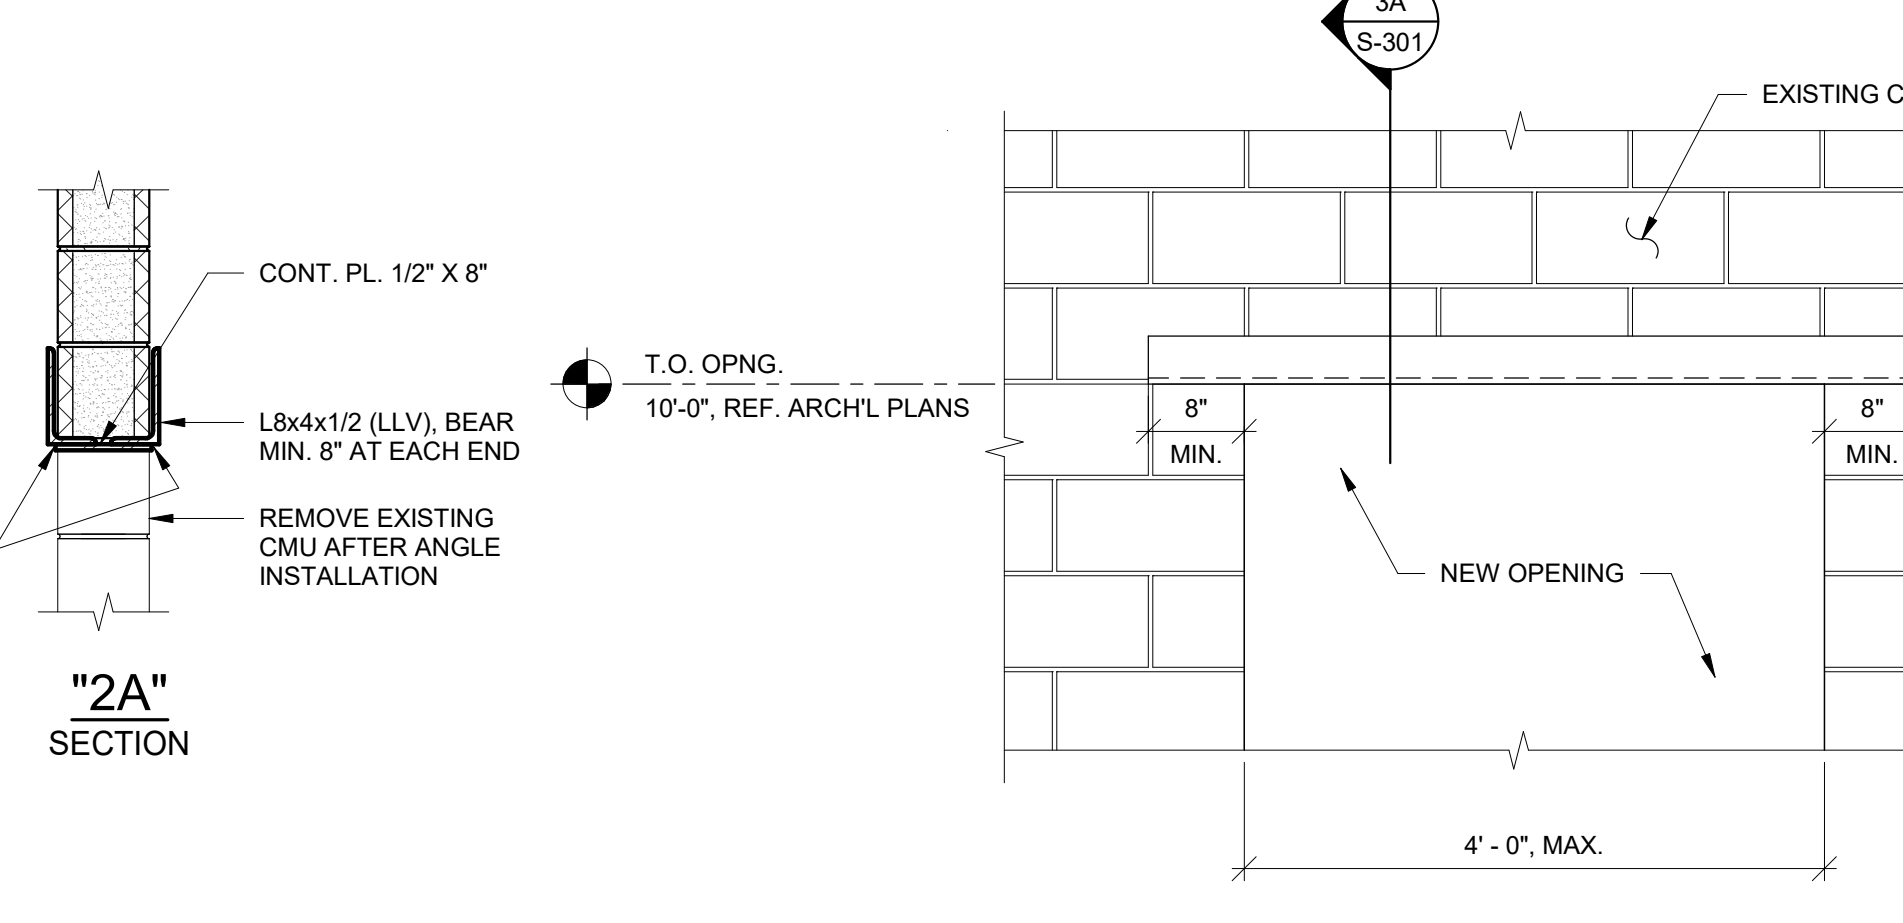 3A
S-301
EXISTING C
CONT. PL. 1/2" X 8"
T.O. OPNG.
10'-0", REF. ARCH'L PLANS
L8x4x1/2 (LLV), BEAR
MIN. 8" AT EACH END
REMOVE EXISTING
CMU AFTER ANGLE
INSTALLATION
"2A"
SECTION
8"
MIN.
8"
MIN.
NEW OPENING
4' - 0", MAX.